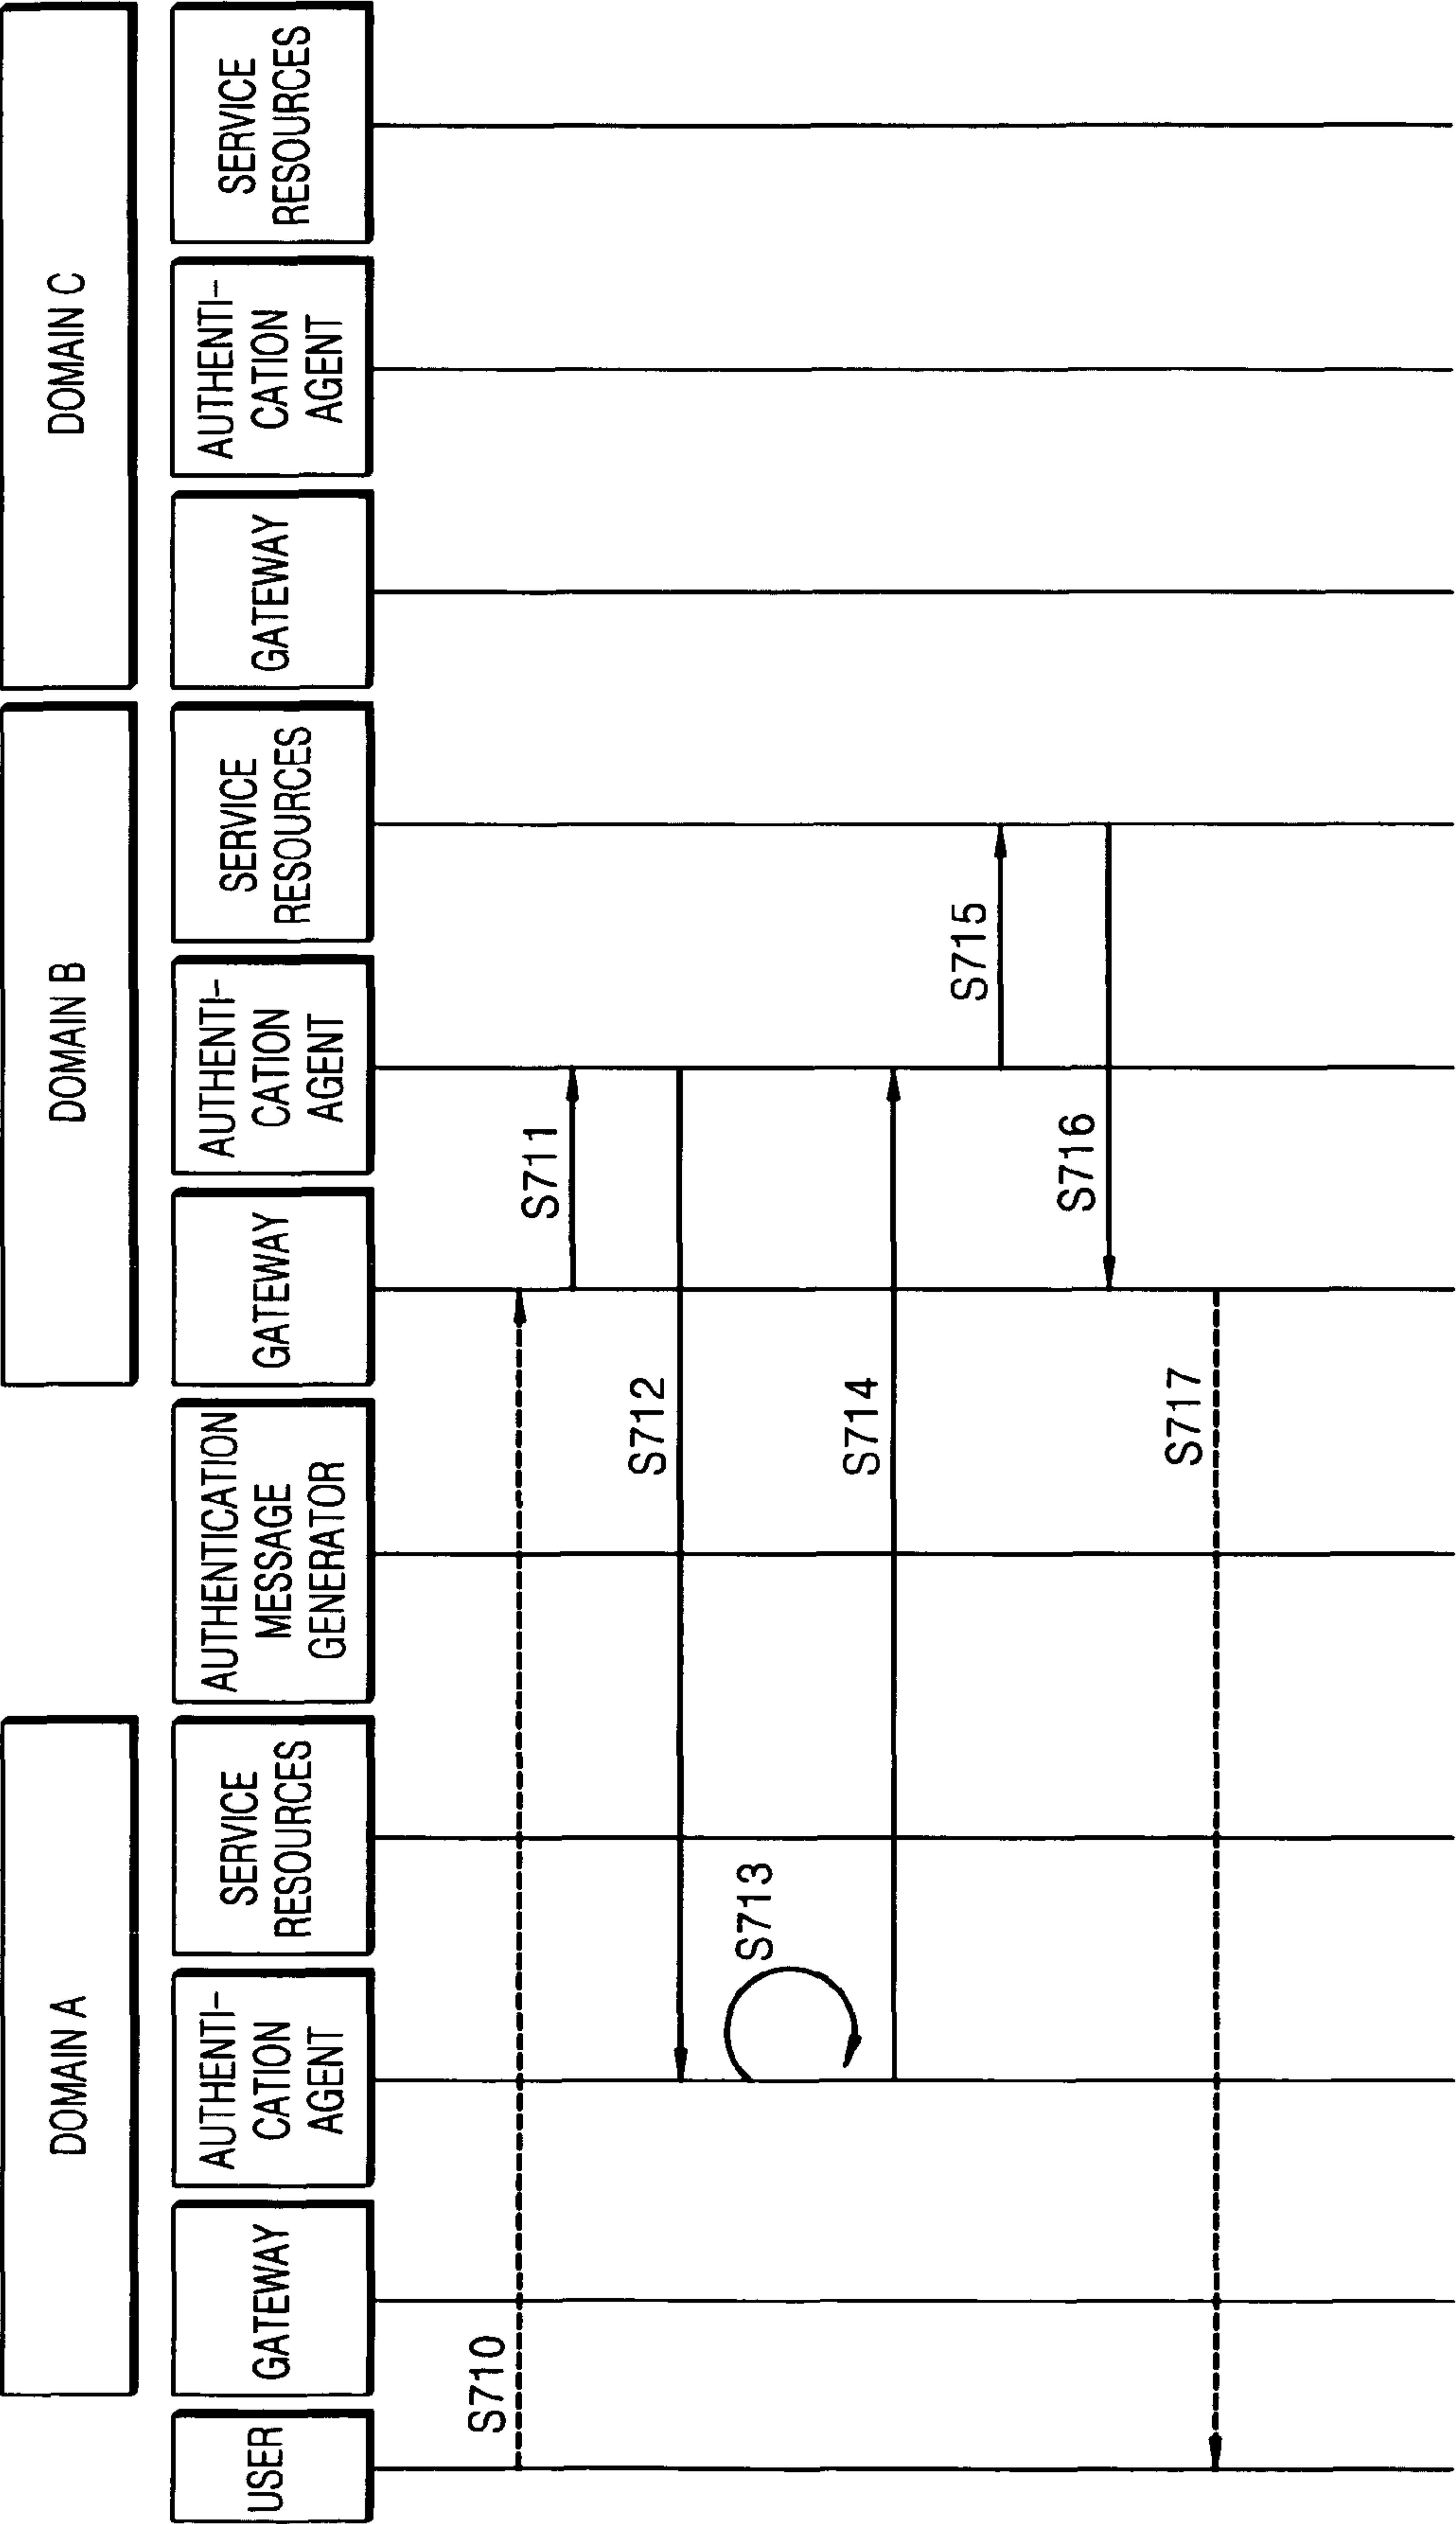 DOMAIN A
DOMAIN B
DOMAIN C
USER
GATEWAY
AUTHENTI-
CATION
AGENT
SERVICE
RESOURCES
AUTHENTICATION
MESSAGE
GENERATOR
GATEWAY
AUTHENTI-
CATION
AGENT
SERVICE
RESOURCES
GATEWAY
AUTHENTI-
CATION
AGENT
SERVICE
RESOURCES
S710
S711
S712
S713
S714
S715
S716
S717